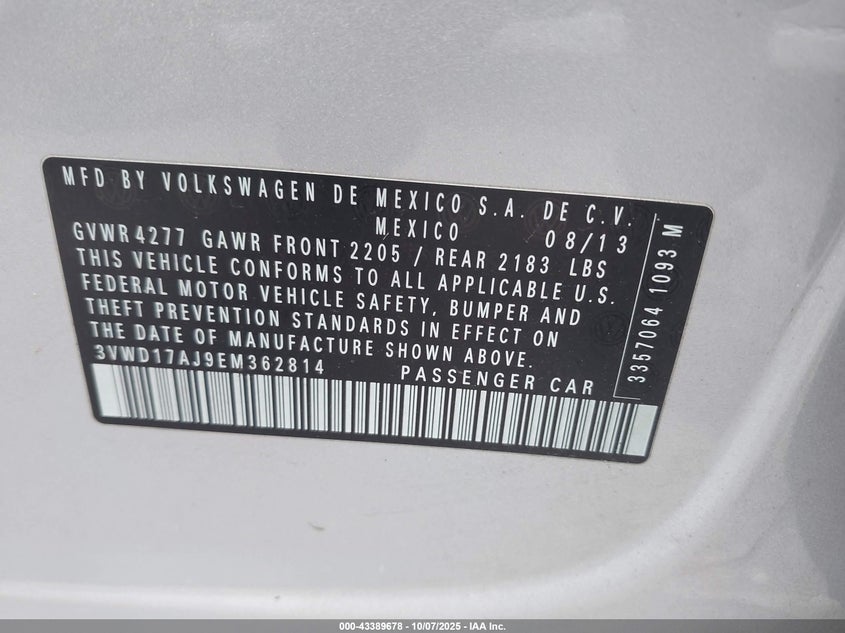 MFD BY VOLKSWAGEN DE MEXICO S.A. DE C.V.
MEXICO 08/13
GVWR 4277 GAWR FRONT 2205 / REAR 2183 LBS
THIS VEHICLE CONFORMS TO ALL APPLICABLE U.S.
FEDERAL MOTOR VEHICLE SAFETY, BUMPER AND
THEFT PREVENTION STANDARDS IN EFFECT ON
THE DATE OF MANUFACTURE SHOWN ABOVE.
3VWD17AJ9EM362814 PASSENGER CAR
3357064 1093 M
000-43389678 - 10/07/2025 - IAA Inc.